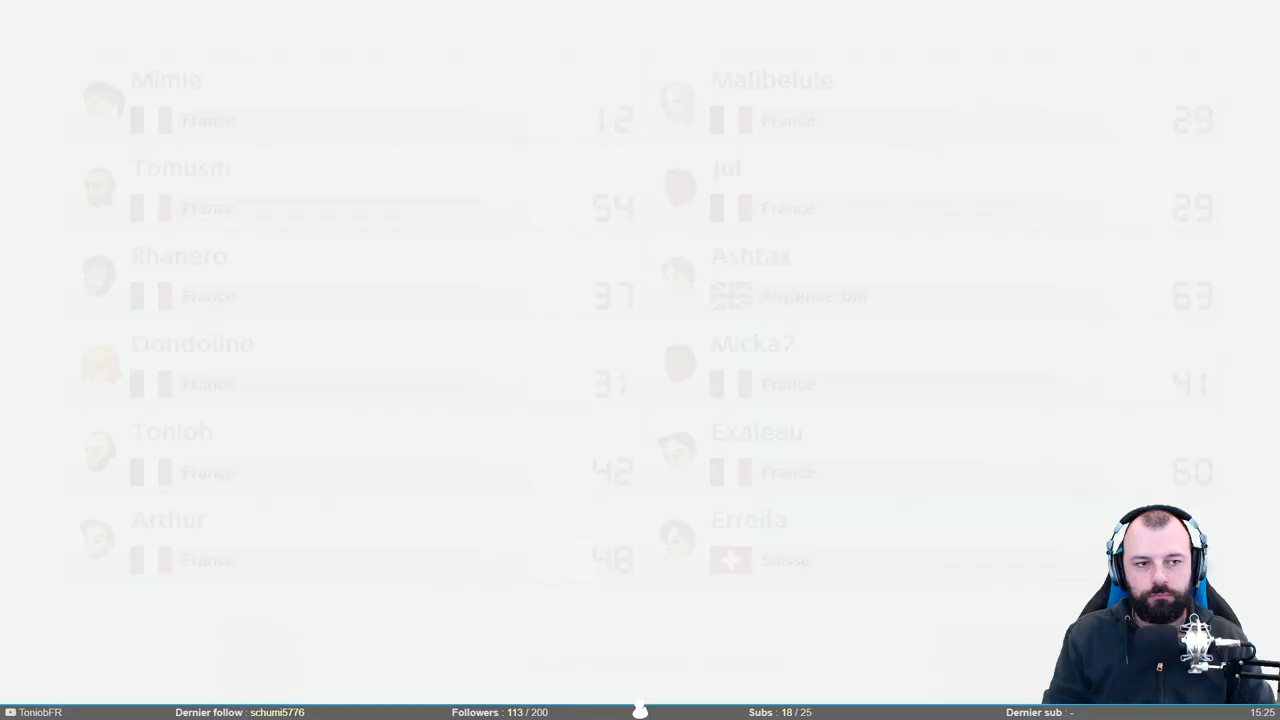 Mimie
France
12
Tomusm
France
54
Rhanero
France
37
Dondoline
France
31
Toniob
France
42
Arthur
France
48
Malibelule
France
29
jul
France
29
Ashtax
Royaume-Uni
63
Micka7
France
41
Exaleau
France
60
Erreila
Suisse
ToniobFR
Dernier follow : schumi5776
Followers : 113 / 200
Subs : 18 / 25
Dernier sub : -
15:25